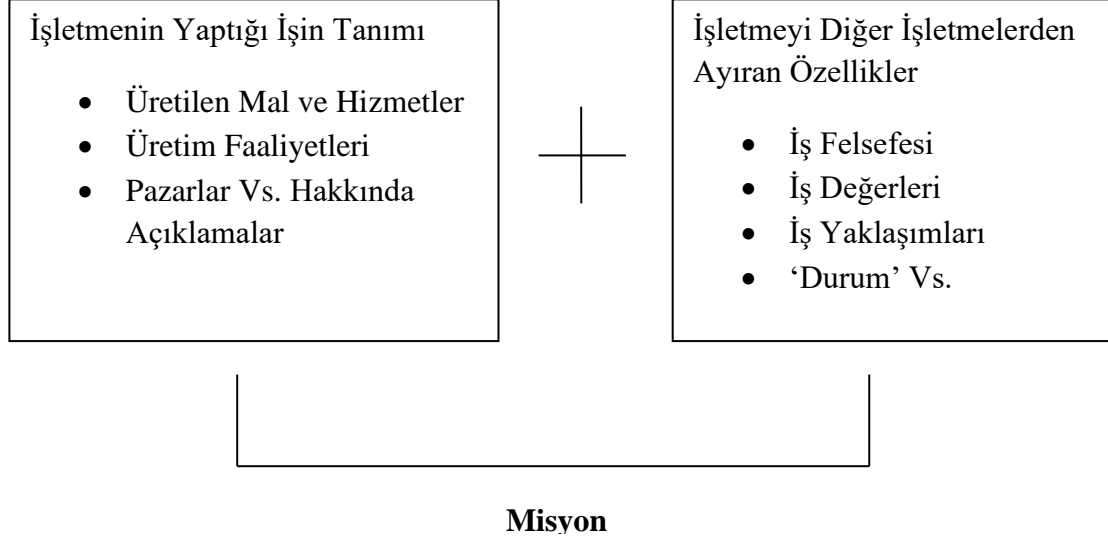 İşletmenin Yaptığı İşin Tanımı
• Üretilen Mal ve Hizmetler
• Üretim Faaliyetleri
• Pazarlar Vs. Hakkında
Açıklamalar
İşletmeyi Diğer İşletmelerden
Ayıran Özellikler
• İş Felsefesi
• İş Değerleri
• İş Yaklaşımları
• ‘Durum’ Vs.
Misyon